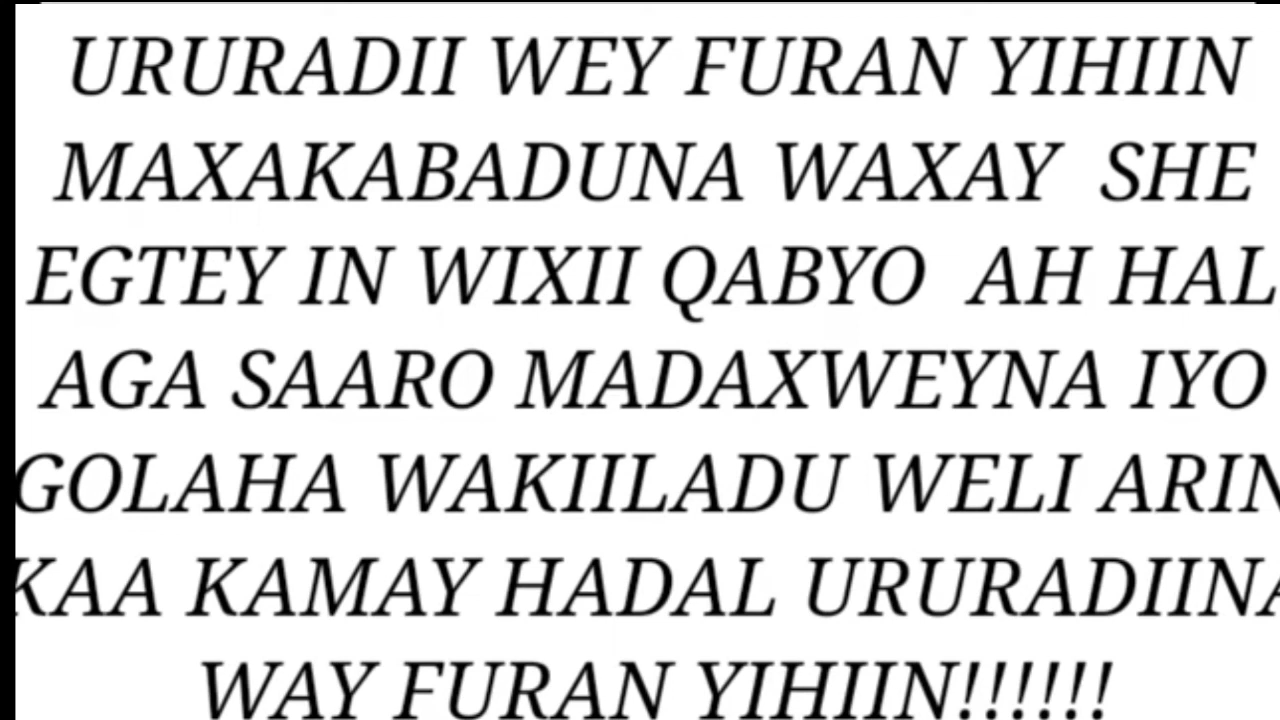 URURADII WEY FURAN YIHIIN
MAXAKABADUNA WAXAY SHE
EGTEY IN WIXII QABYO AH HAL
AGA SAARO MADAXWEYNA IYO
GOLAHA WAKIILADU WELI ARIN
KAA KAMAY HADAL URURADIINA
WAY FURAN YIHIIN!!!!!!